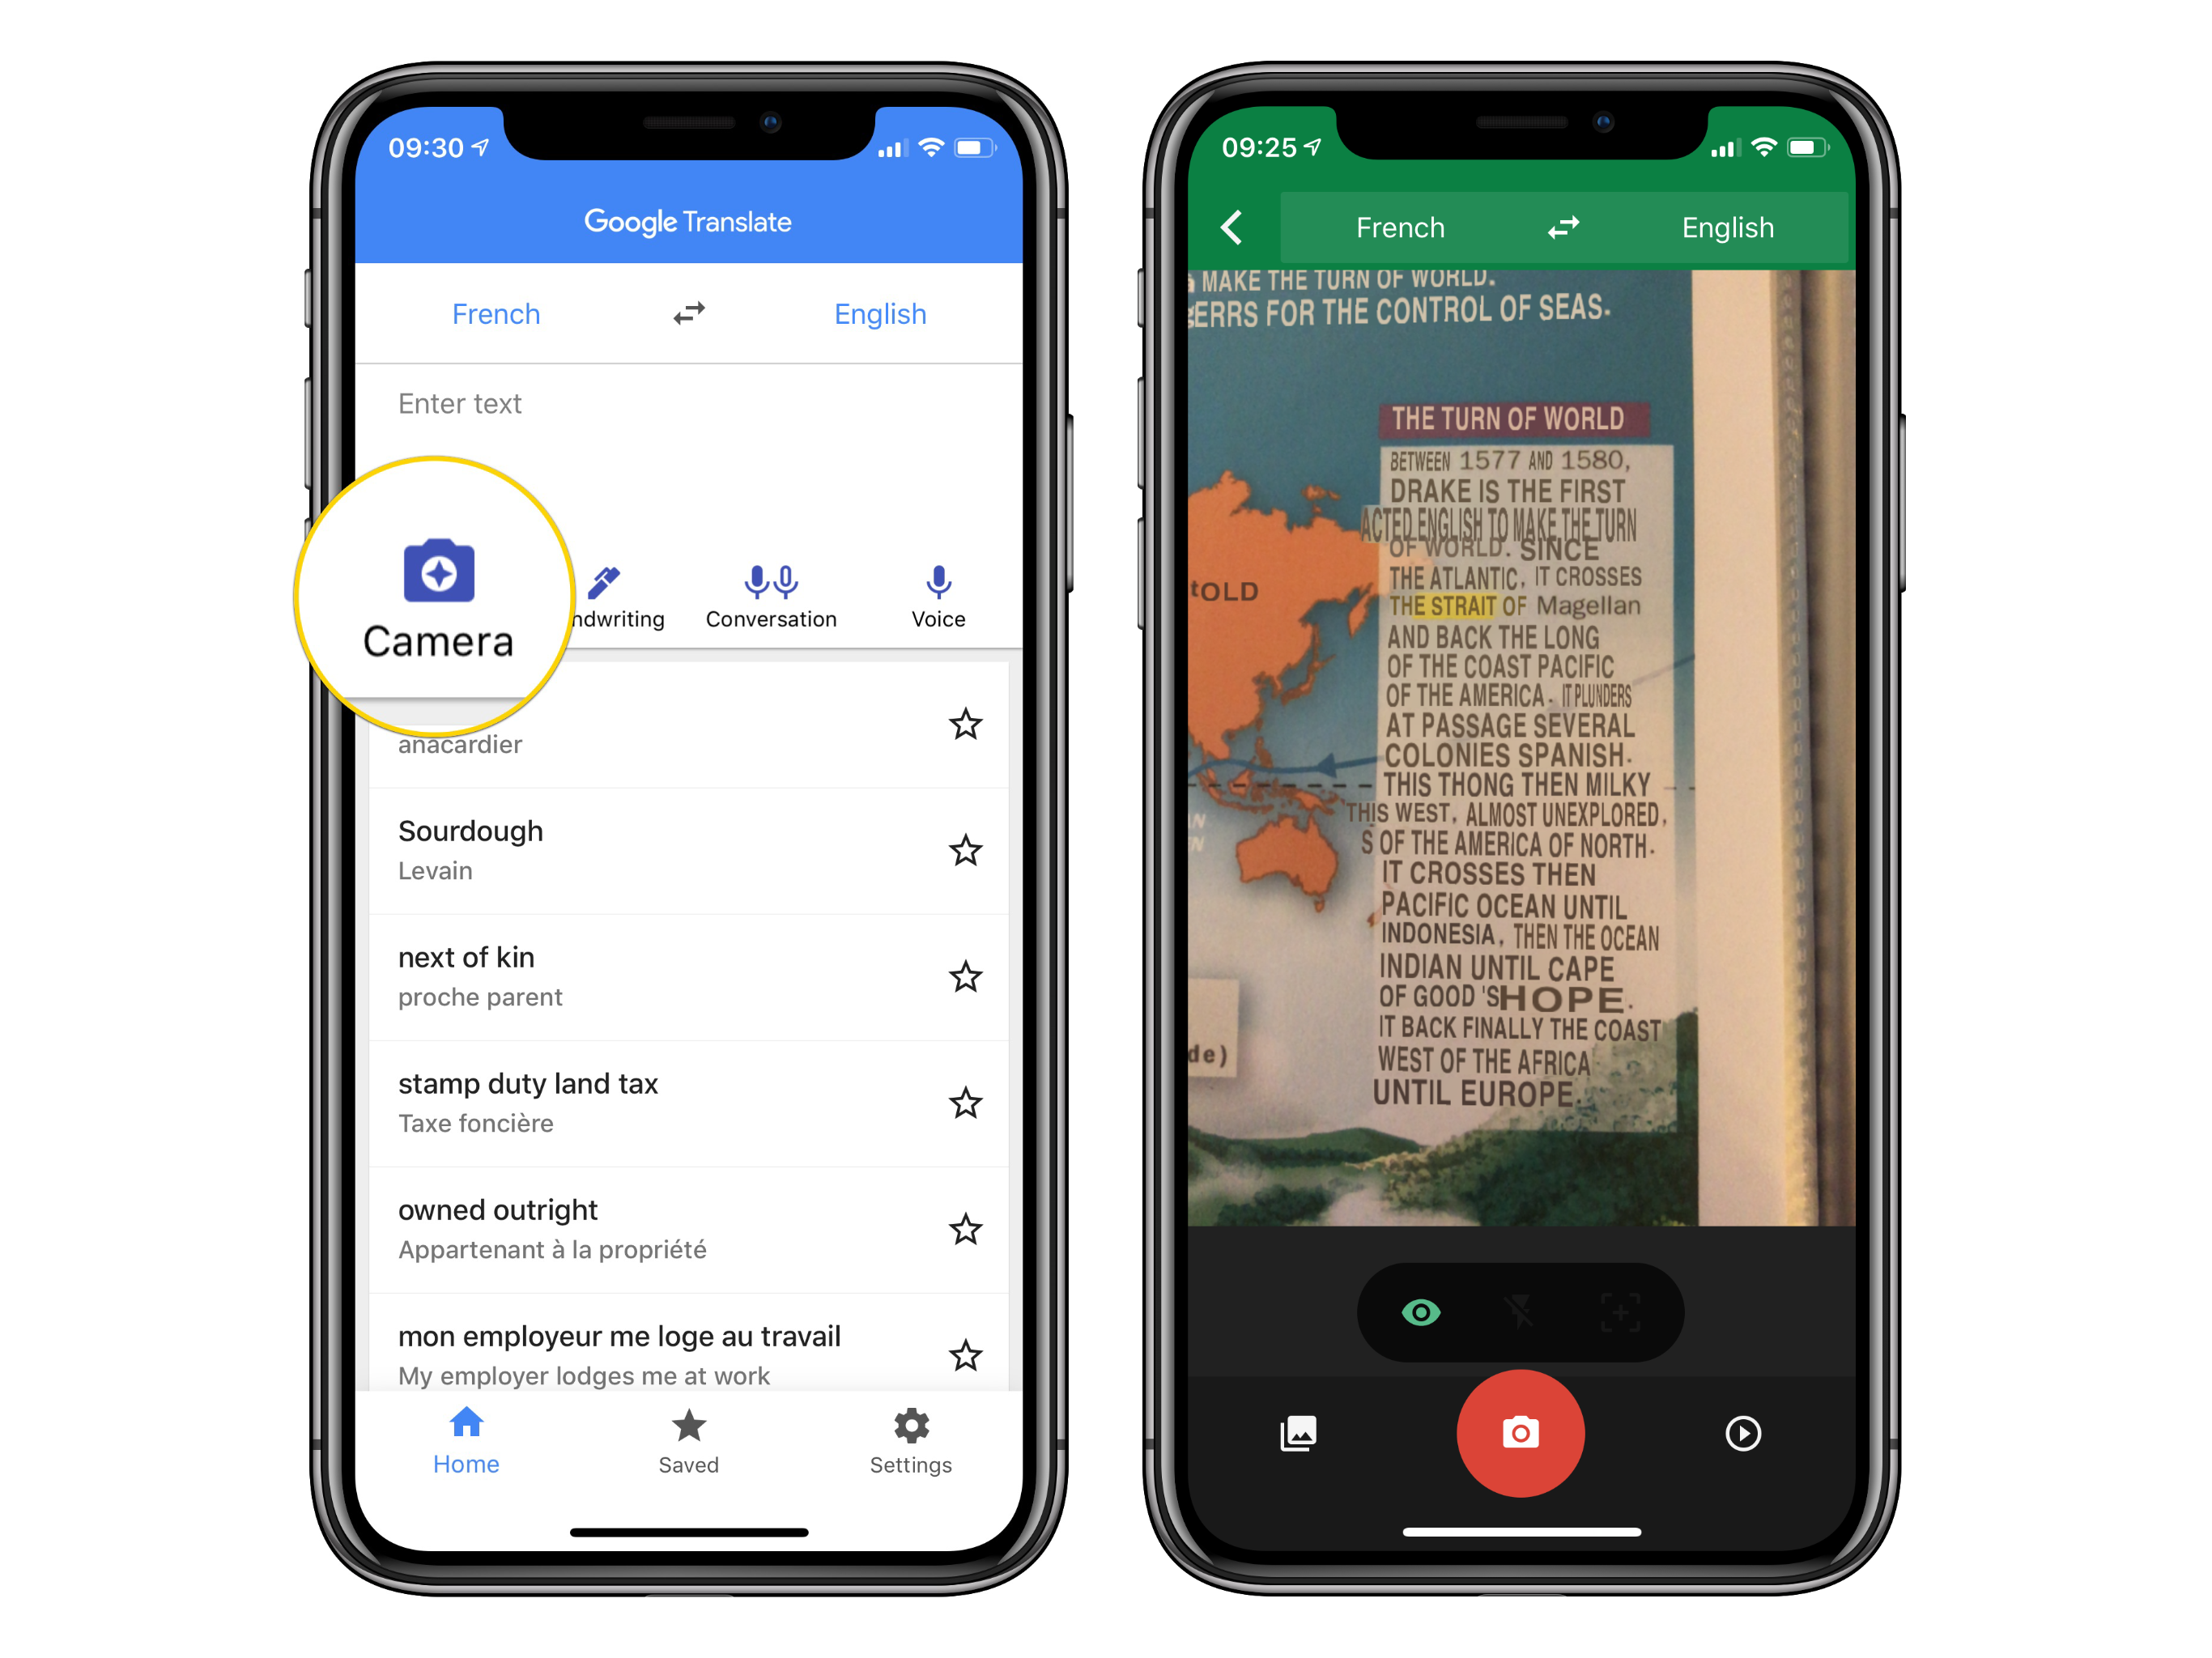 09:30
Google Translate
French
English
Enter text
Camera
ndwriting
Conversation
Voice
anacardier
Sourdough
Levain
next of kin
proche parent
stamp duty land tax
Taxe foncière
owned outright
Appartenant à la propriété
mon employeur me loge au travail
My employer lodges me at work
Home
Saved
Settings
09:25
French
English
MAKE THE TURN OF WORLD.
ERRS FOR THE CONTROL OF SEAS.
THE TURN OF WORLD
BETWEEN 1577 AND 1580,
DRAKE IS THE FIRST
ACTED ENGLISH TO MAKE THE TURN
OF WORLD. SINCE
THE ATLANTIC, IT CROSSES
THE STRAIT OF Magellan
AND BACK THE LONG
OF THE COAST PACIFIC
OF THE AMERICA. IT PLUNDERS
AT PASSAGE SEVERAL
COLONIES SPANISH.
THIS THONG THEN MILKY
THIS WEST, ALMOST UNEXPLORED,
S OF THE AMERICA OF NORTH.
IT CROSSES THEN
PACIFIC OCEAN UNTIL
INDONESIA, THEN THE OCEAN
INDIAN UNTIL CAPE
OF GOOD 'S HOPE.
IT BACK FINALLY THE COAST
WEST OF THE AFRICA
UNTIL EUROPE.
tOLD
de)